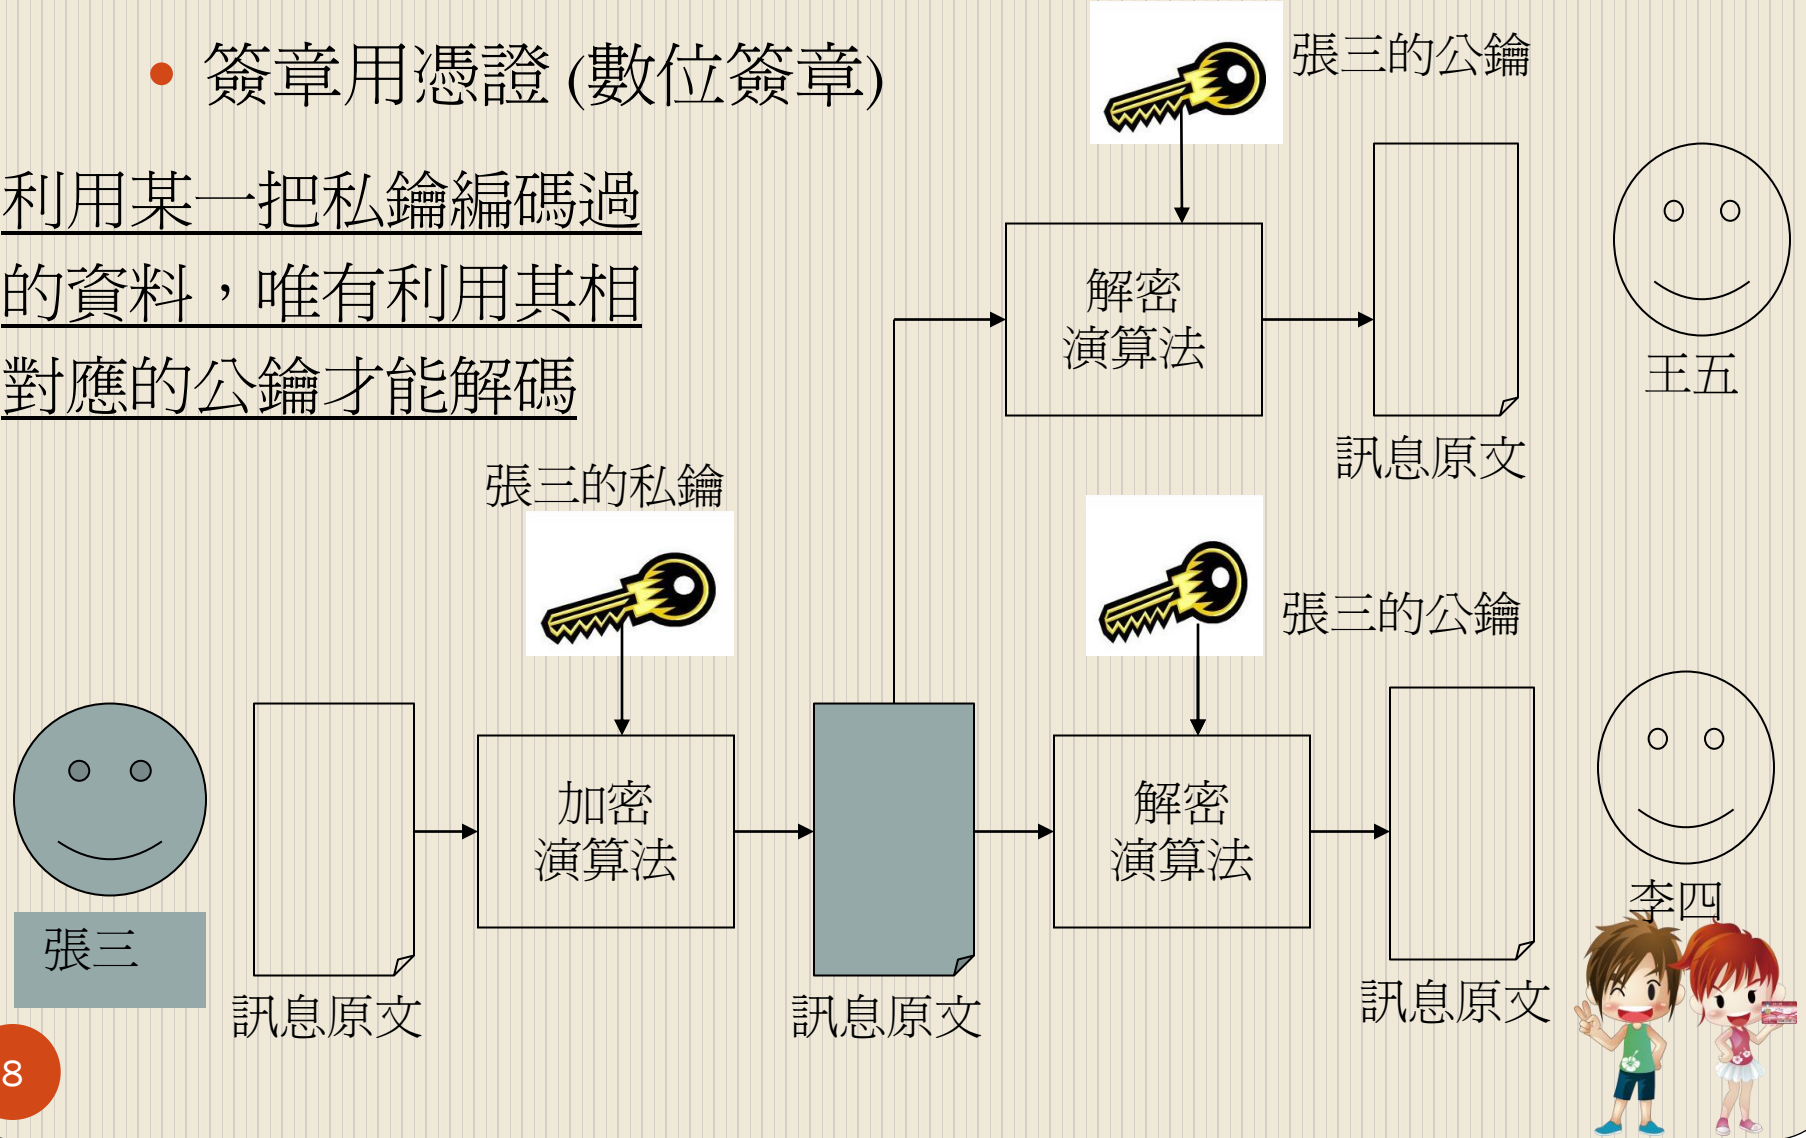 • 簽章用憑證 (數位簽章)
利用某一把私鑰編碼過
的資料，唯有利用其相
對應的公鑰才能解碼
張三的公鑰
解密
演算法
訊息原文
王五
張三的私鑰
張三的公鑰
張三
訊息原文
加密
演算法
訊息原文
解密
演算法
訊息原文
李四
8